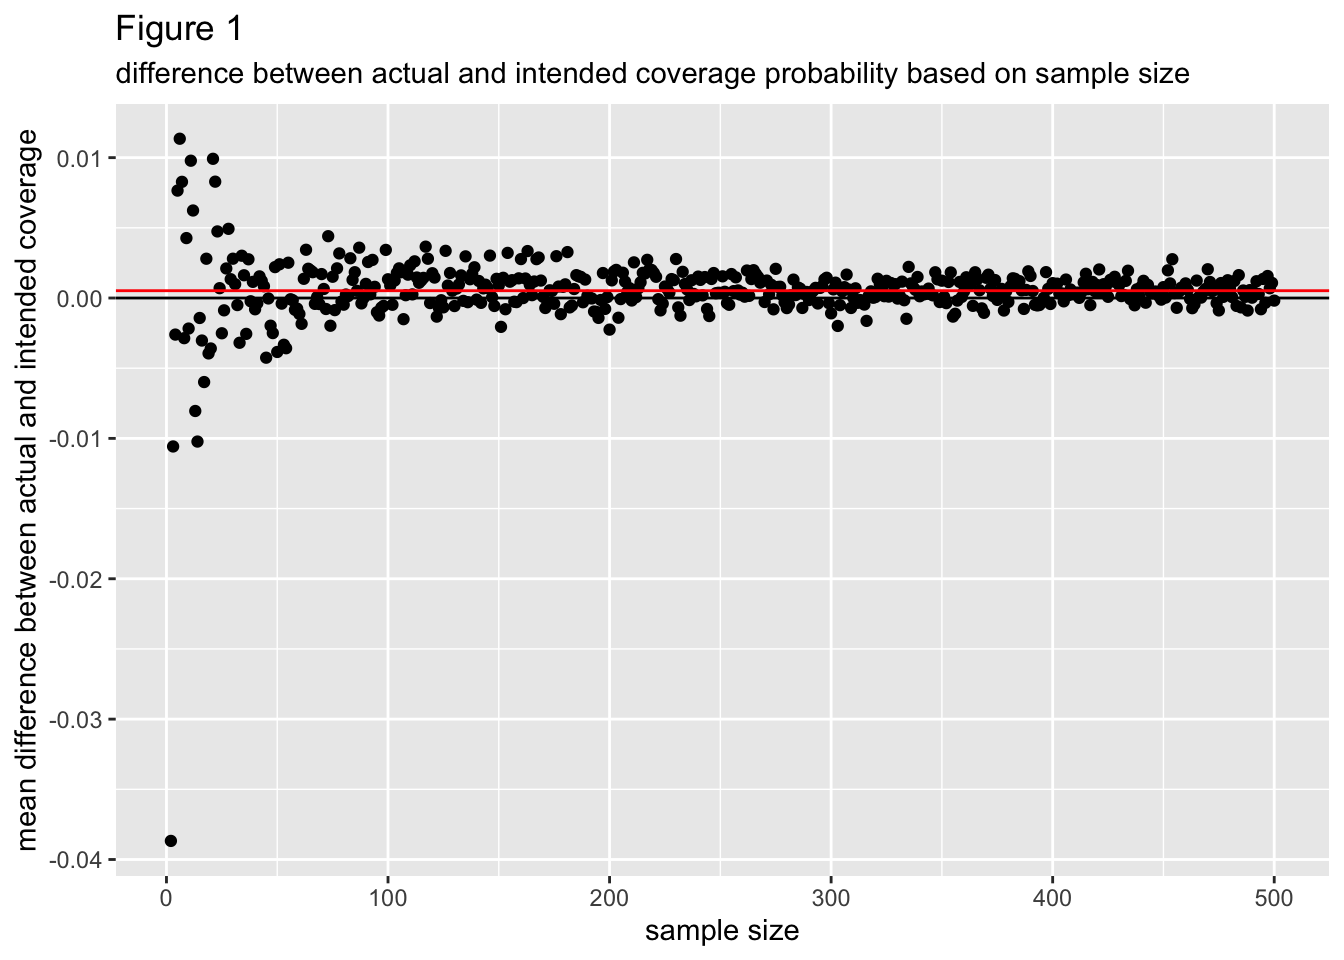 Figure 1
difference between actual and intended coverage probability based on sample size
mean difference between actual and intended coverage
0.01
0.00
-0.01
-0.02
-0.03
-0.04
0 100 200 300 400 500
sample size